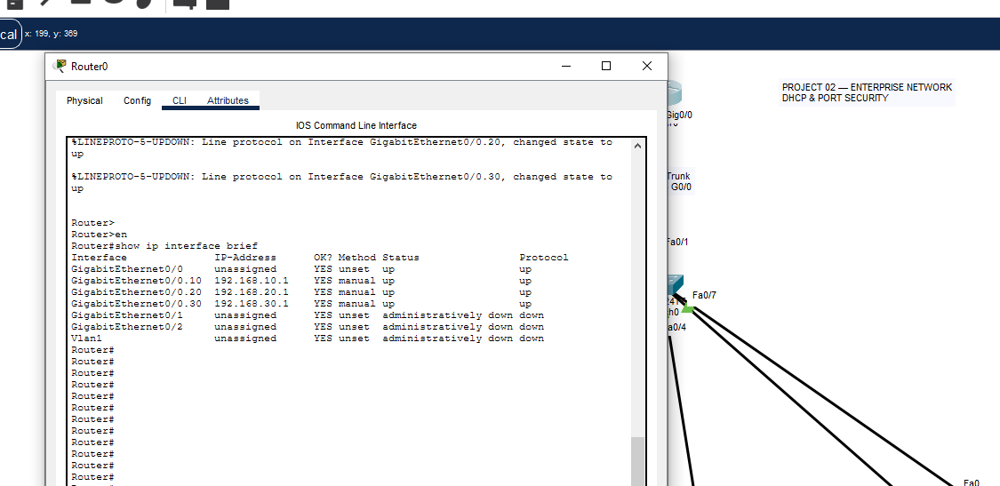 cal x: 199, y: 369
Router0
Physical Config CLI Attributes
IOS Command Line Interface
%LINEPROTO-5-UPDOWN: Line protocol on Interface GigabitEthernet0/0.20, changed state to
up
%LINEPROTO-5-UPDOWN: Line protocol on Interface GigabitEthernet0/0.30, changed state to
up
Router>
Router>en
Router#show ip interface brief
Interface IP-Address OK? Method Status Protocol
GigabitEthernet0/0 unassigned YES unset up up
GigabitEthernet0/0.10 192.168.10.1 YES manual up up
GigabitEthernet0/0.20 192.168.20.1 YES manual up up
GigabitEthernet0/0.30 192.168.30.1 YES manual up up
GigabitEthernet0/1 unassigned YES unset administratively down down
GigabitEthernet0/2 unassigned YES unset administratively down down
Vlan1 unassigned YES unset administratively down down
Router#
Router#
Router#
Router#
Router#
Router#
Router#
Router#
Router#
Router#
Router#
Router#
PROJECT 02 — ENTERPRISE NETWORK
DHCP & PORT SECURITY
Gig0/0
Trunk
G0/0
Fa0/1
Fa0/7
h0
a0/4
Fa0